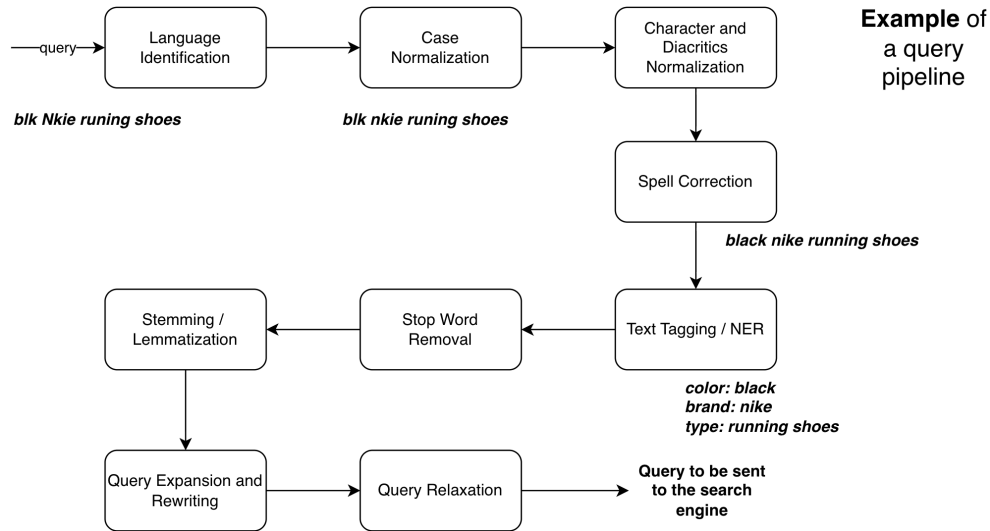 Example of
a query
pipeline
query
Language
Identification
Case
Normalization
Character and
Diacritics
Normalization
blk Nkie runing shoes
blk nkie runing shoes
Spell Correction
black nike running shoes
Text Tagging / NER
color: black
brand: nike
type: running shoes
Stop Word
Removal
Stemming /
Lemmatization
Query Expansion and
Rewriting
Query Relaxation
Query to be sent
to the search
engine